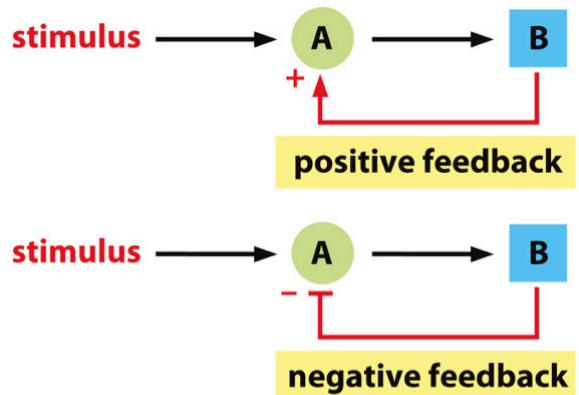 stimulus A B
+
positive feedback
stimulus A B
–
negative feedback